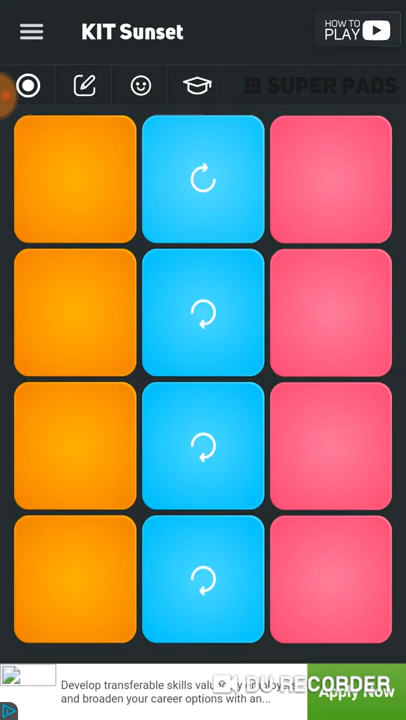 KIT Sunset
HOW TO
PLAY
SUPER PADS
Develop transferable skills
and broaden your career options with an...
DU RECORDER
Apply Now